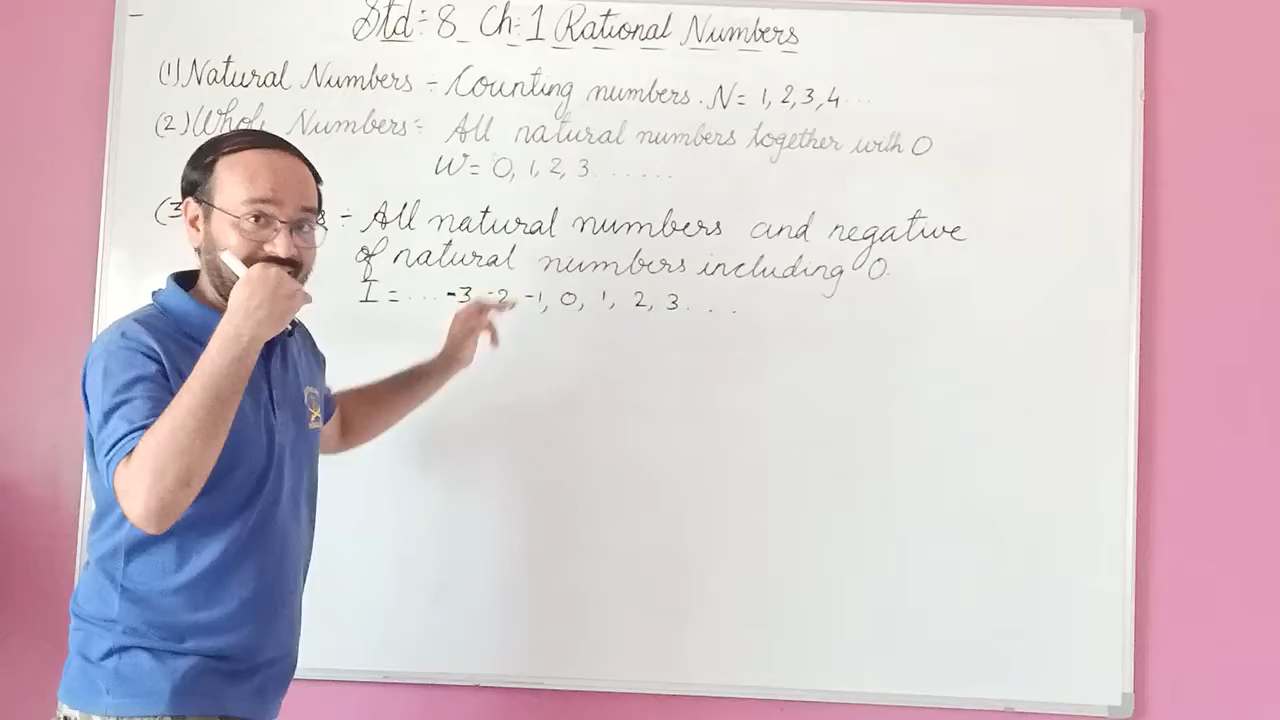 Std:- 8 Ch:- 1 Rational Numbers
(1) Natural Numbers :- Counting numbers. N = 1, 2, 3, 4 ...
(2) Whole Numbers :- All natural numbers together with 0
W = 0, 1, 2, 3 .......
(3 :- All natural numbers and negative
of natural numbers including 0.
I = ... -3, -2, -1, 0, 1, 2, 3 ....